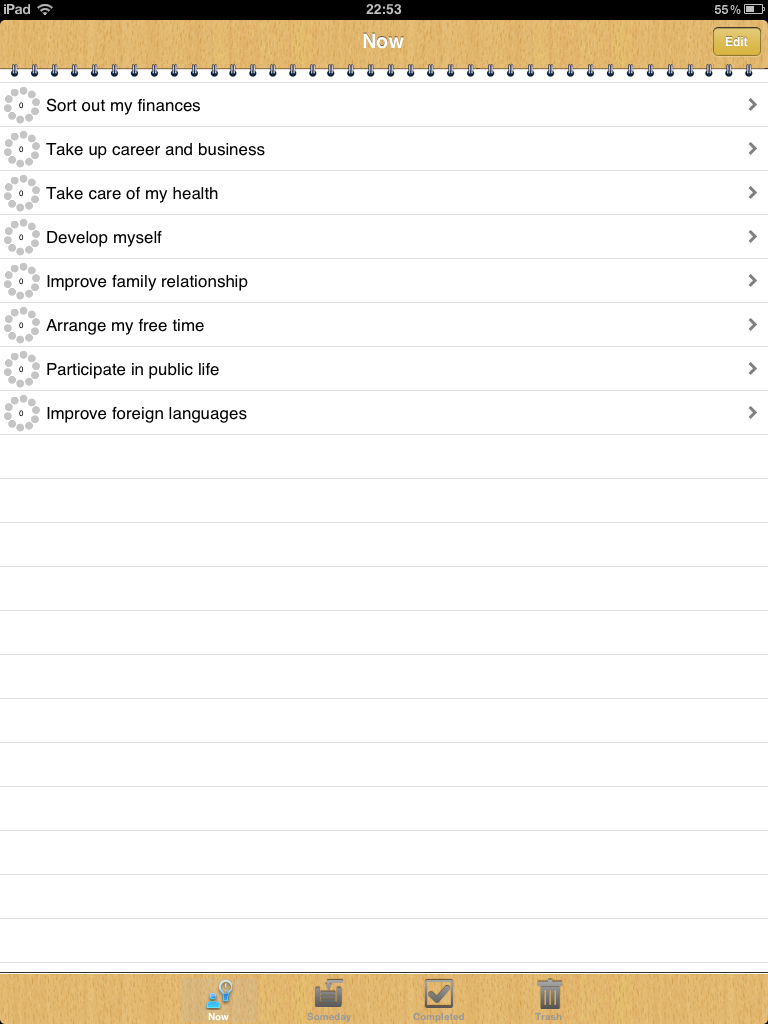 iPad 22:53 55%
Now
Edit
0 Sort out my finances
0 Take up career and business
0 Take care of my health
0 Develop myself
0 Improve family relationship
0 Arrange my free time
0 Participate in public life
0 Improve foreign languages
Now Someday Completed Trash